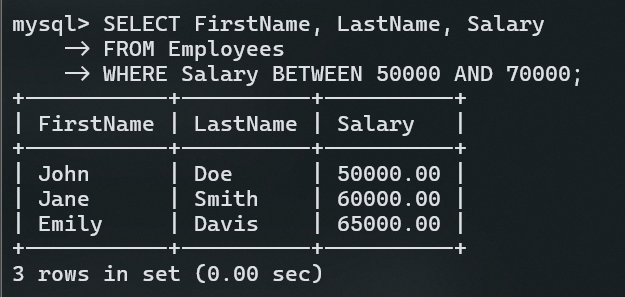 mysql> SELECT FirstName, LastName, Salary
    -> FROM Employees
    -> WHERE Salary BETWEEN 50000 AND 70000;
+-----------+----------+----------+
| FirstName | LastName | Salary   |
+-----------+----------+----------+
| John      | Doe      | 50000.00 |
| Jane      | Smith    | 60000.00 |
| Emily     | Davis    | 65000.00 |
+-----------+----------+----------+
3 rows in set (0.00 sec)